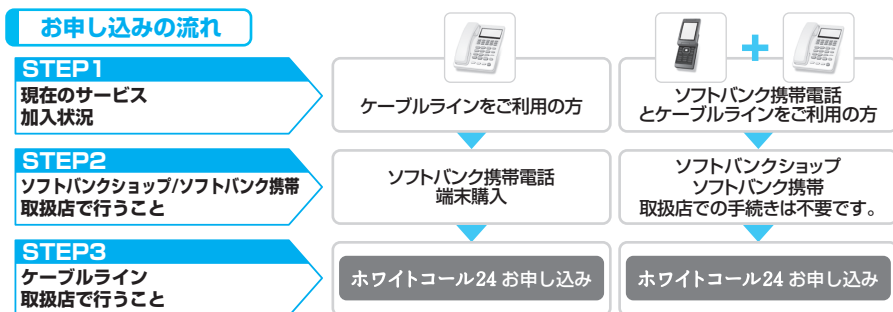 お申し込みの流れ
STEP1
現在のサービス
加入状況
ケーブルラインをご利用の方
ソフトバンク携帯電話
とケーブルラインをご利用の方
STEP2
ソフトバンクショップ/ソフトバンク携帯
取扱店で行うこと
ソフトバンク携帯電話
端末購入
ソフトバンクショップ
ソフトバンク携帯
取扱店での手続きは不要です。
STEP3
ケーブルライン
取扱店で行うこと
ホワイトコール24 お申し込み
ホワイトコール24 お申し込み